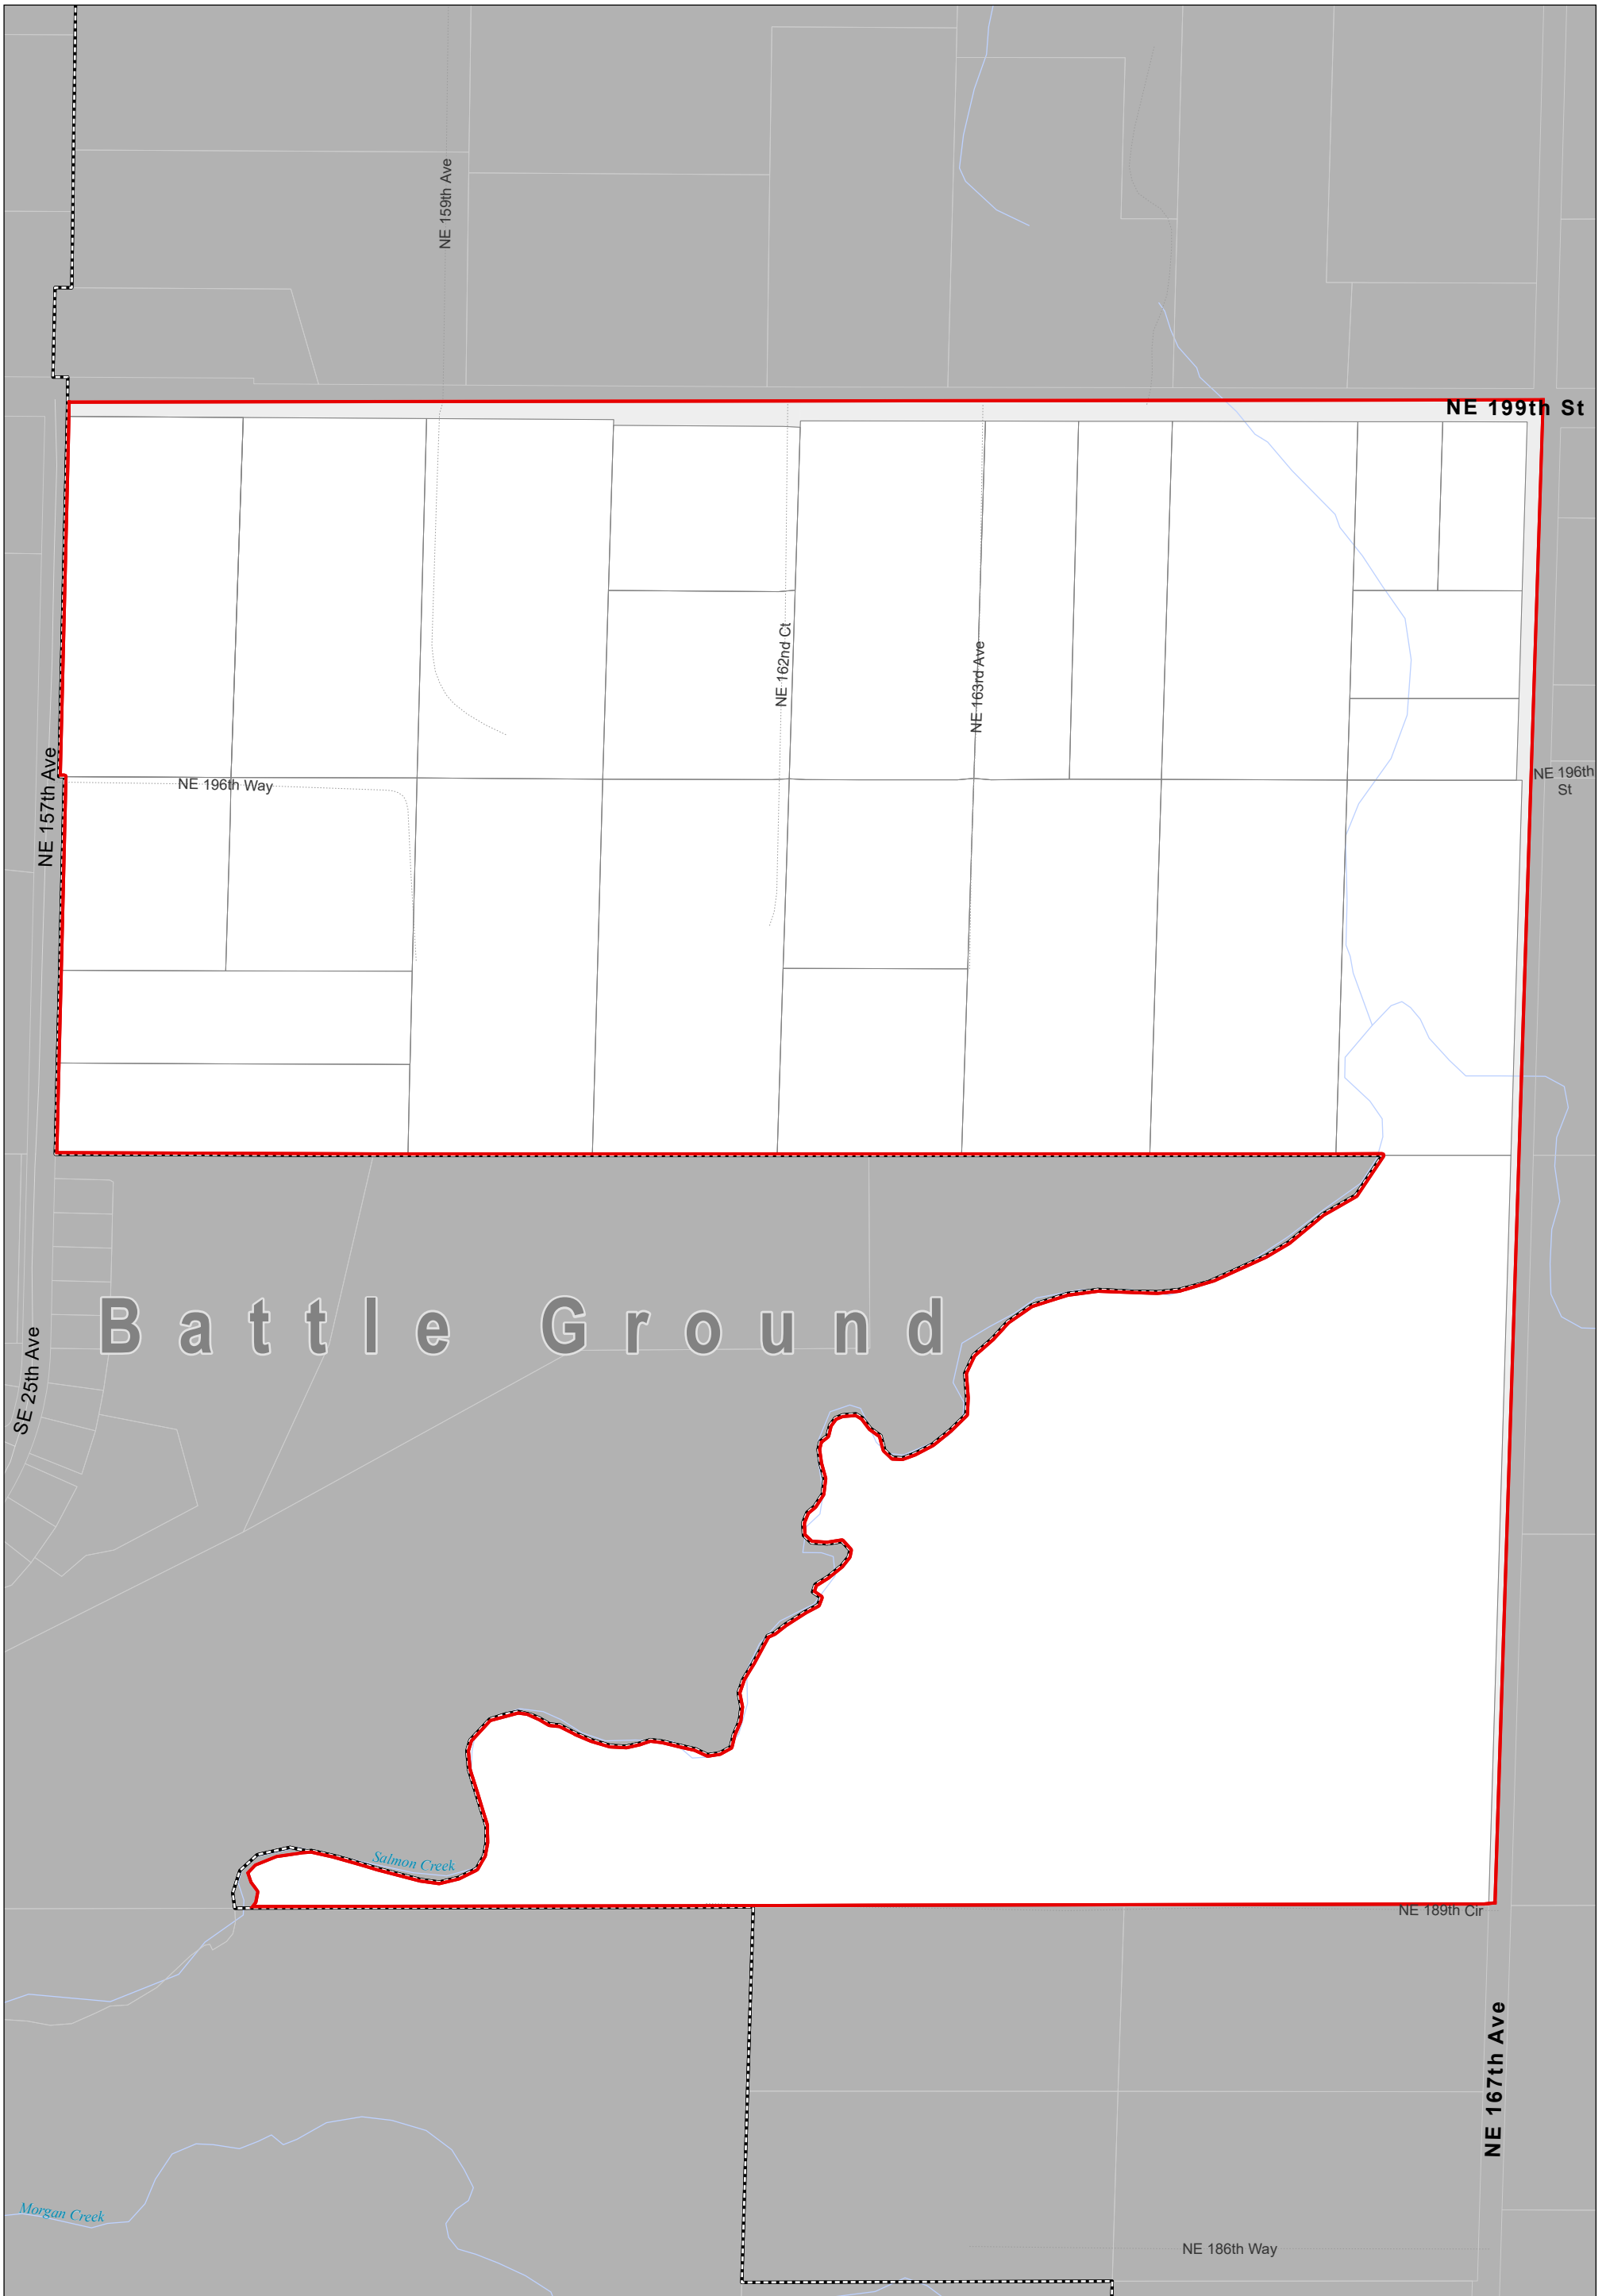 NE 159th Ave
NE 199th St
NE 162nd Ct
NE 163rd Ave
NE 157th Ave
NE 196th Way
NE 196th
St
Battle Ground
SE 25th Ave
Salmon Creek
NE 189th Cir
NE 167th Ave
Morgan Creek
NE 186th Way